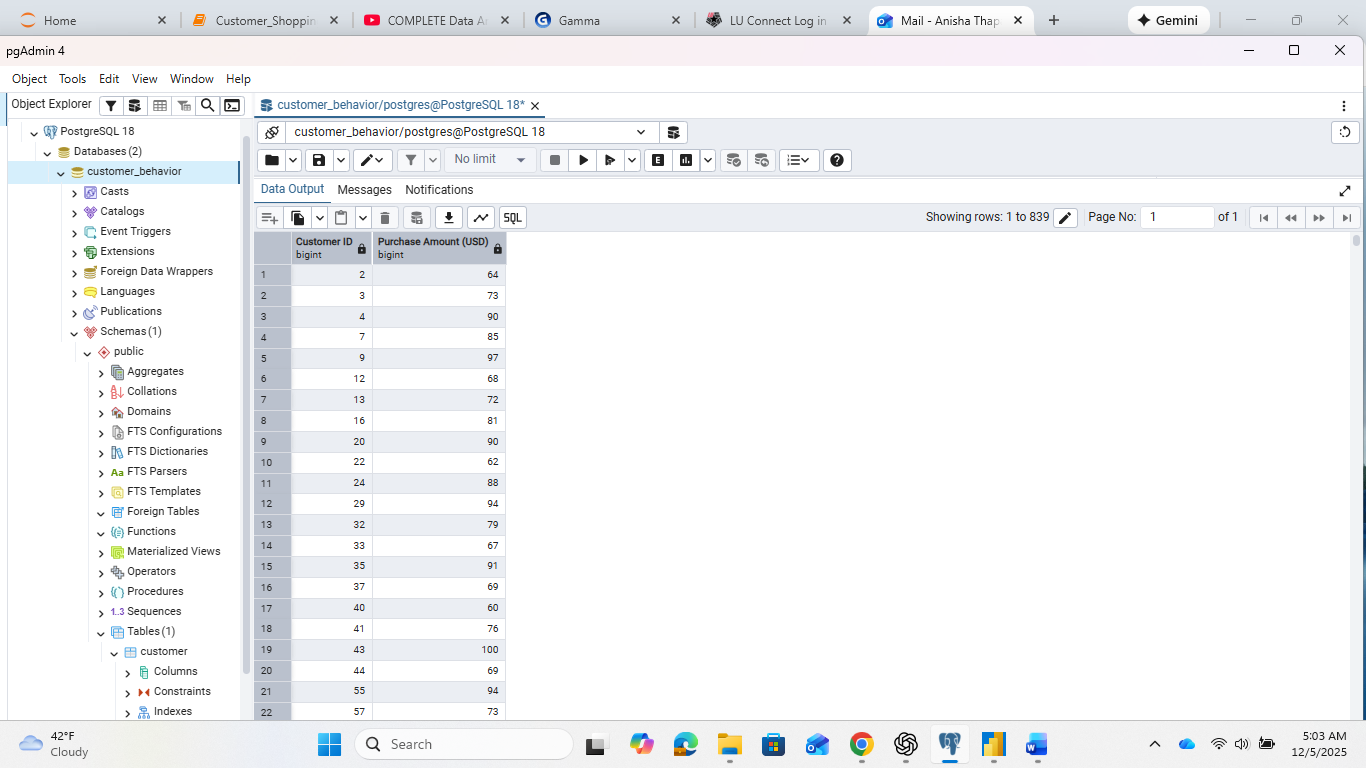 Home
Customer_Shoppin
COMPLETE Data An
Gamma
LU Connect Log in
Mail - Anisha Thap
Gemini
pgAdmin 4
Object Tools Edit View Window Help
Object Explorer
customer_behavior/postgres@PostgreSQL 18*
PostgreSQL 18
Databases (2)
customer_behavior
Casts
Catalogs
Event Triggers
Extensions
Foreign Data Wrappers
Languages
Publications
Schemas (1)
public
Aggregates
Collations
Domains
FTS Configurations
FTS Dictionaries
Aa FTS Parsers
FTS Templates
Foreign Tables
Functions
Materialized Views
Operators
Procedures
1..3 Sequences
Tables (1)
customer
Columns
Constraints
Indexes
customer_behavior/postgres@PostgreSQL 18
No limit
E
Data Output Messages Notifications
SQL
Showing rows: 1 to 839 Page No: 1 of 1
Customer ID Purchase Amount (USD)
bigint bigint
1 2 64
2 3 73
3 4 90
4 7 85
5 9 97
6 12 68
7 13 72
8 16 81
9 20 90
10 22 62
11 24 88
12 29 94
13 32 79
14 33 67
15 35 91
16 37 69
17 40 60
18 41 76
19 43 100
20 44 69
21 55 94
22 57 73
42°F
Cloudy
Search
5:03 AM
12/5/2025